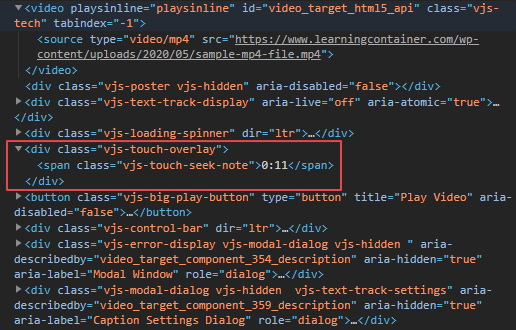 <video playsinline="playsinline" id="video_target_html5_api" class="vjs-
tech" tabindex="-1">
<source type="video/mp4" src="https://www.learningcontainer.com/wp-
content/uploads/2020/05/sample-mp4-file.mp4">
</video>
<div class="vjs-poster vjs-hidden" aria-disabled="false"></div>
<div class="vjs-text-track-display" aria-live="off" aria-atomic="true">…
</div>
<div class="vjs-loading-spinner" dir="ltr">…</div>
<div class="vjs-touch-overlay">
<span class="vjs-touch-seek-note">0:11</span>
</div>
<button class="vjs-big-play-button" type="button" title="Play Video" aria-
disabled="false">…</button>
<div class="vjs-control-bar" dir="ltr">…</div>
<div class="vjs-error-display vjs-modal-dialog vjs-hidden " aria-
describedby="video_target_component_354_description" aria-hidden="true"
aria-label="Modal Window" role="dialog">…</div>
<div class="vjs-modal-dialog vjs-hidden  vjs-text-track-settings" aria-
describedby="video_target_component_359_description" aria-hidden="true"
aria-label="Caption Settings Dialog" role="dialog">…</div>